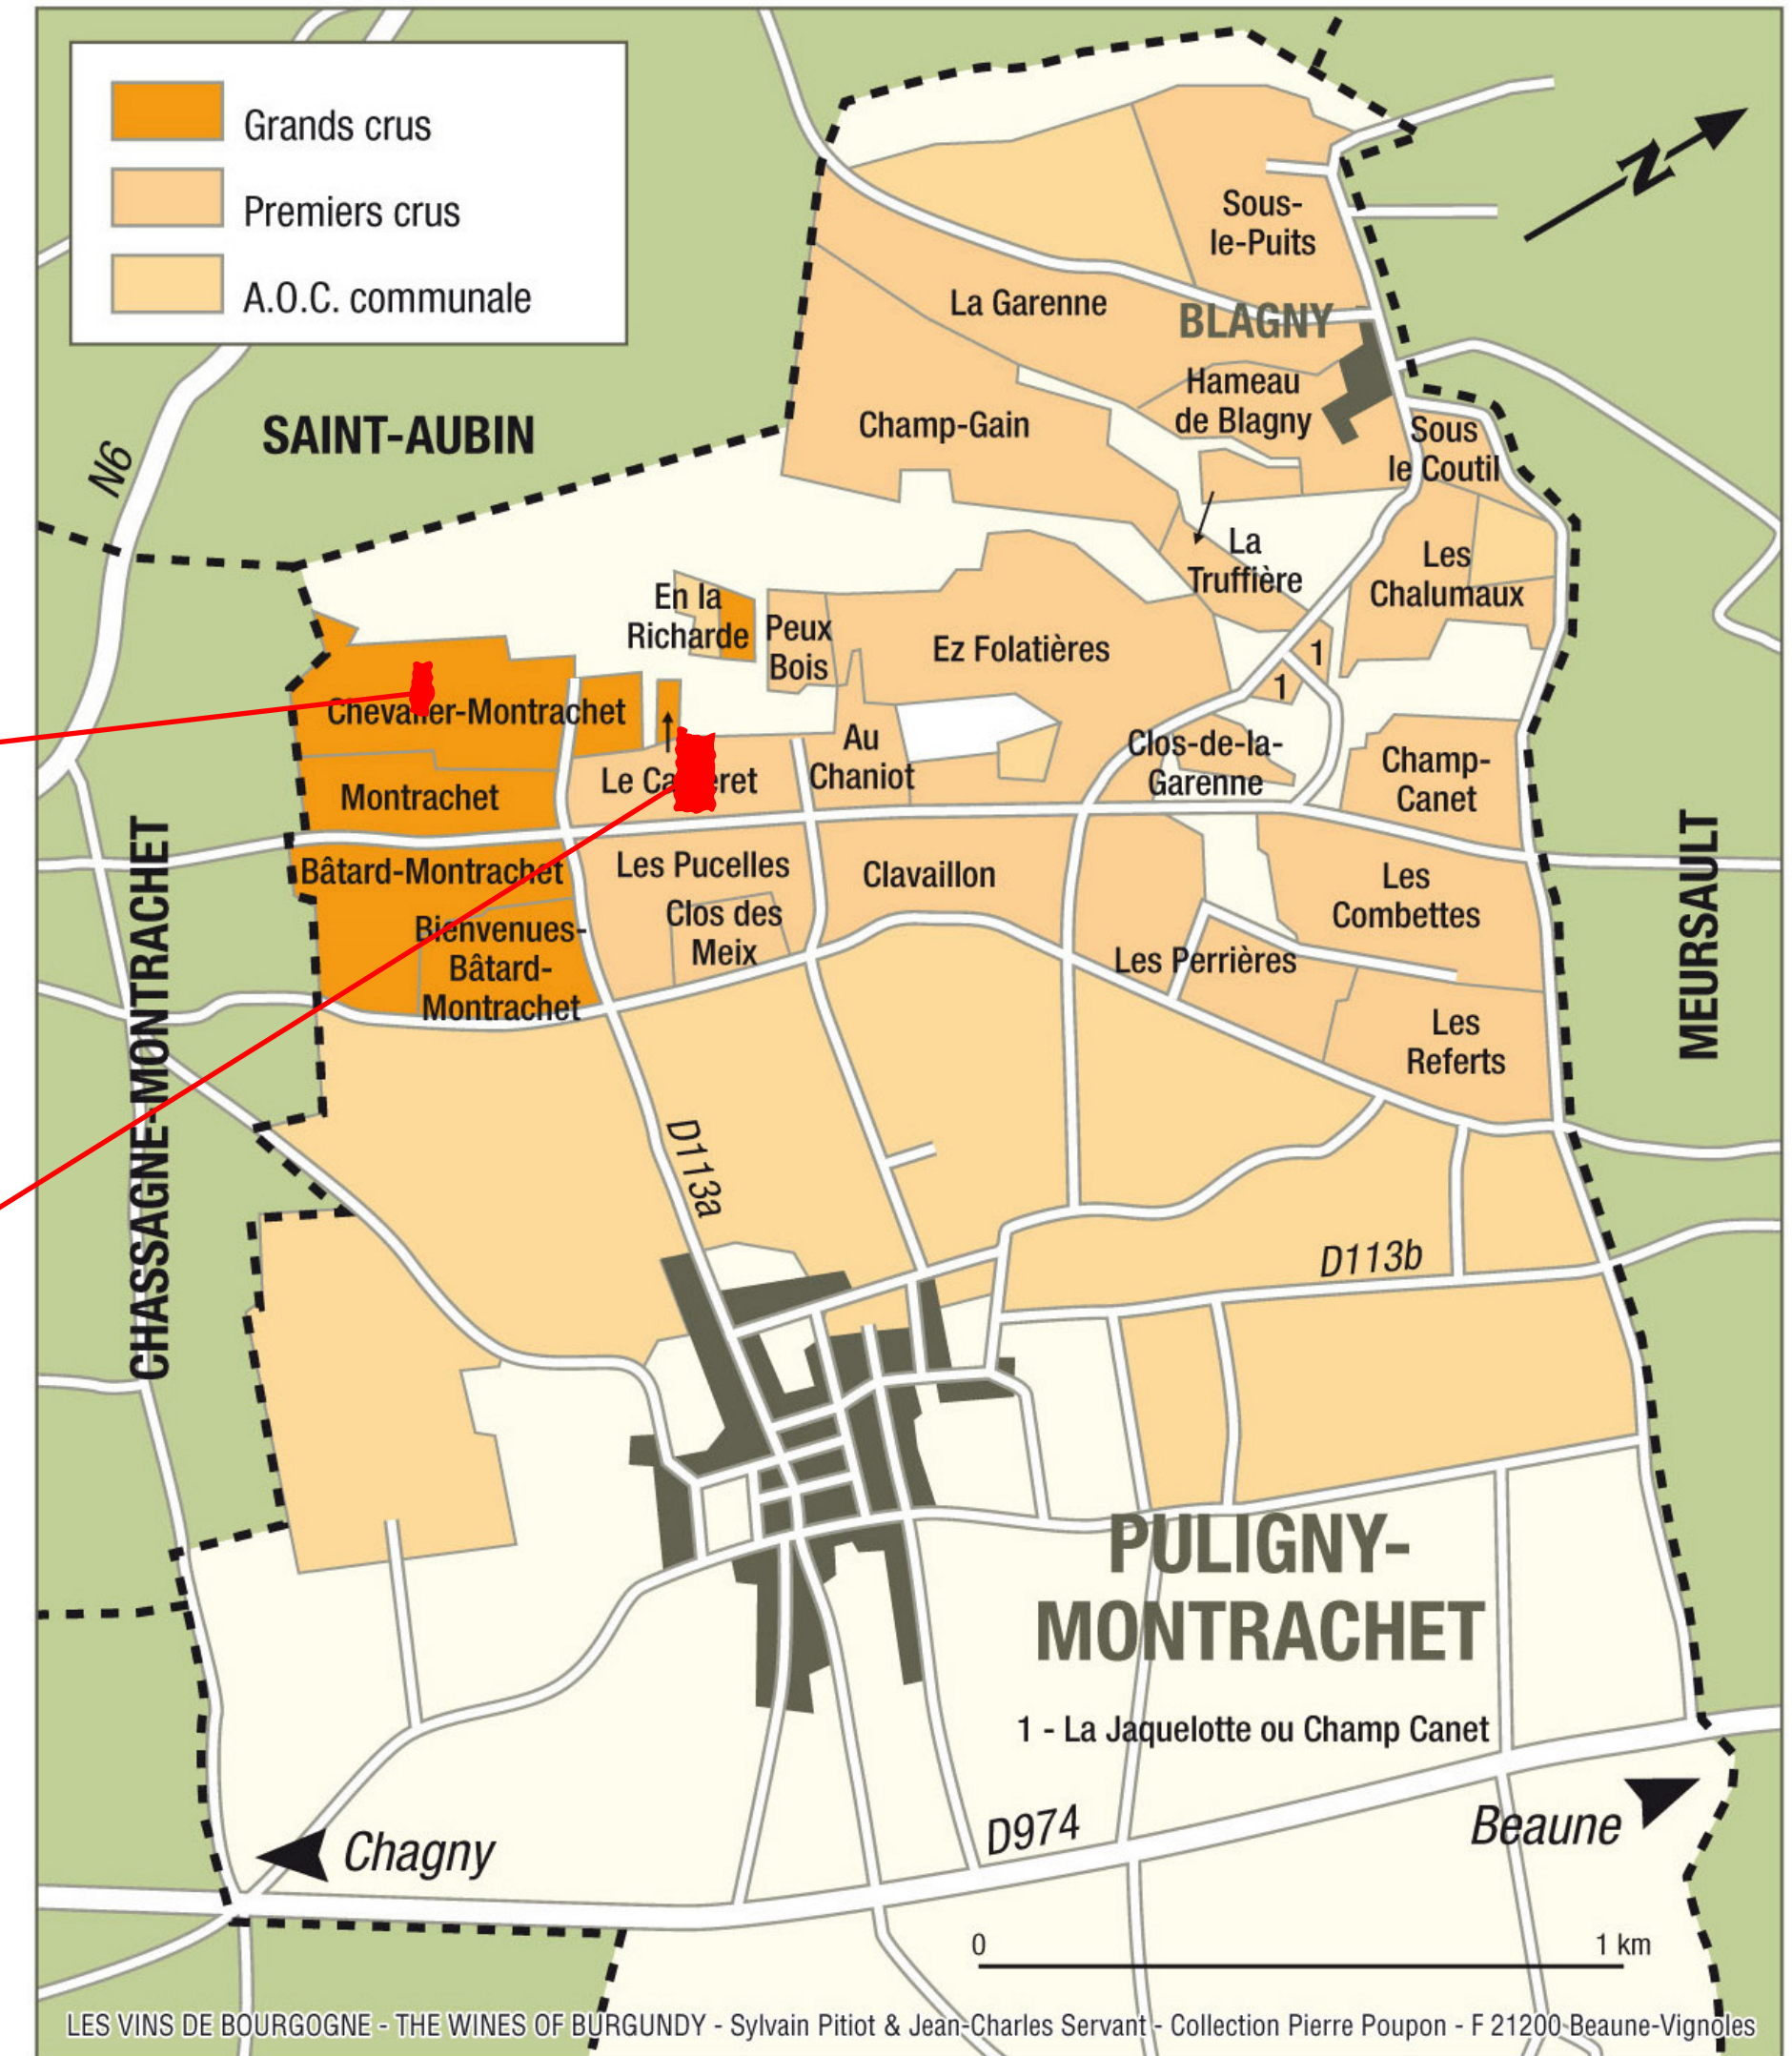 Grands crus
Premiers crus
A.O.C. communale
N
Sous-
le-Puits
La Garenne
BLAGNY
Hameau
de Blagny
SAINT-AUBIN
N6
Champ-Gain
Sous
le Coutil
La
Truffière
Les
Chalumaux
En la
Richarde
Peux
Bois
Ez Folatières
1
1
Chevalier-Montrachet
Au
Chaniot
Clos-de-la-
Garenne
Champ-
Canet
Montrachet
Le
Bâtard-Montrachet
Les Pucelles
Clavaillon
Les
Combettes
Clos des
Meix
Bienvenues-
Bâtard-
Montrachet
Les Perrières
Les
Referts
CHASSAGNE-MONTRACHET
MEURSAULT
D113a
D113b
PULIGNY-
MONTRACHET
1 - La Jaquelotte ou Champ Canet
D974
Chagny
Beaune
0
1 km
LES VINS DE BOURGOGNE - THE WINES OF BURGUNDY - Sylvain Pitiot & Jean-Charles Servant - Collection Pierre Poupon - F 21200 Beaune-Vignoles